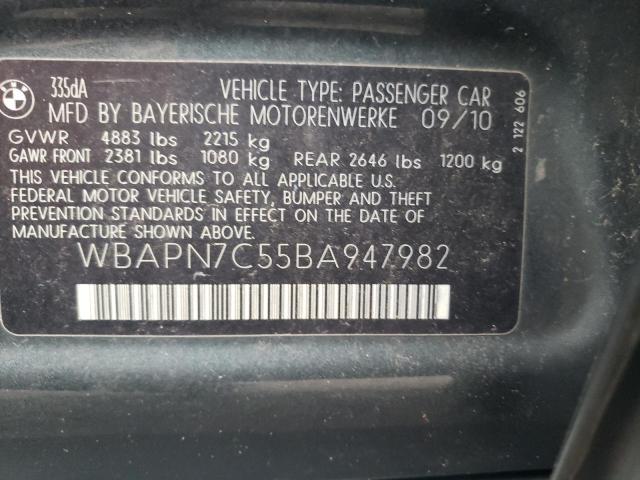 335dA VEHICLE TYPE: PASSENGER CAR
MFD BY BAYERISCHE MOTORENWERKE 09/10
GVWR 4883 lbs 2215 kg
GAWR FRONT 2381 lbs 1080 kg REAR 2646 lbs 1200 kg
THIS VEHICLE CONFORMS TO ALL APPLICABLE U.S.
FEDERAL MOTOR VEHICLE SAFETY, BUMPER AND THEFT
PREVENTION STANDARDS IN EFFECT ON THE DATE OF
MANUFACTURE SHOWN ABOVE.
WBAPN7C55BA947982
2 122 606